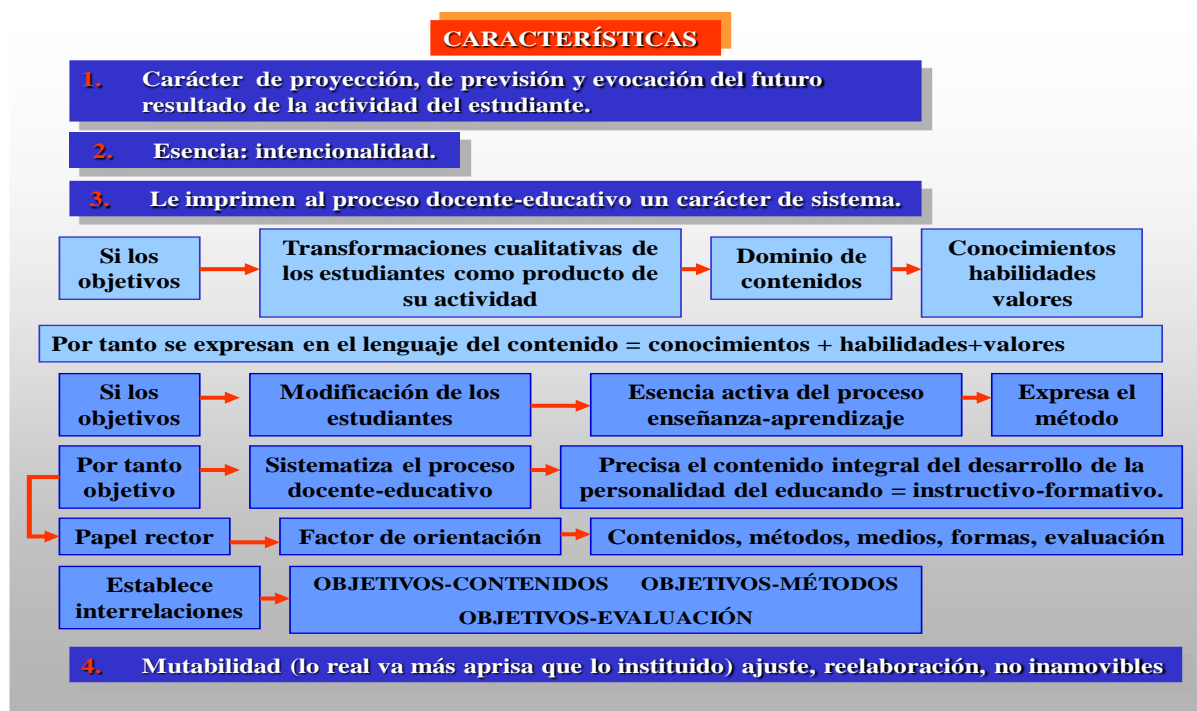 CARACTERÍSTICAS
1. Carácter de proyección, de previsión y evocación del futuro
resultado de la actividad del estudiante.
2. Esencia: intencionalidad.
3. Le imprimen al proceso docente-educativo un carácter de sistema.
Si los
objetivos
Transformaciones cualitativas de
los estudiantes como producto de
su actividad
Dominio de
contenidos
Conocimientos
habilidades
valores
Por tanto se expresan en el lenguaje del contenido = conocimientos + habilidades+valores
Si los
objetivos
Modificación de los
estudiantes
Esencia activa del proceso
enseñanza-aprendizaje
Expresa el
método
Por tanto
objetivo
Sistematiza el proceso
docente-educativo
Precisa el contenido integral del desarrollo de la
personalidad del educando = instructivo-formativo.
Papel rector
Factor de orientación
Contenidos, métodos, medios, formas, evaluación
Establece
interrelaciones
OBJETIVOS-CONTENIDOS OBJETIVOS-MÉTODOS
OBJETIVOS-EVALUACIÓN
4. Mutabilidad (lo real va más aprisa que lo instituido) ajuste, reelaboración, no inamovibles